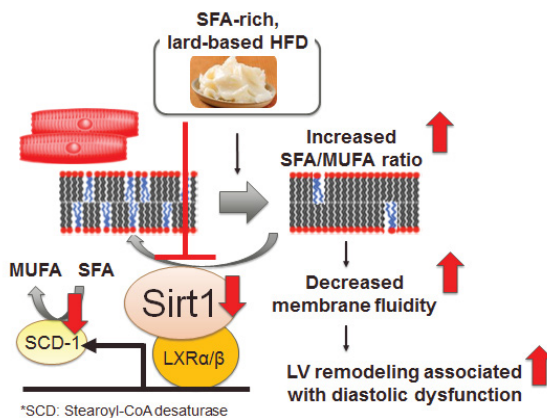 SFA-rich,
lard-based HFD
Increased
SFA/MUFA ratio
MUFA SFA
Sirt1
Decreased
membrane fluidity
SCD-1
LXRα/β
LV remodeling associated
with diastolic dysfunction
*SCD: Stearoyl-CoA desaturase